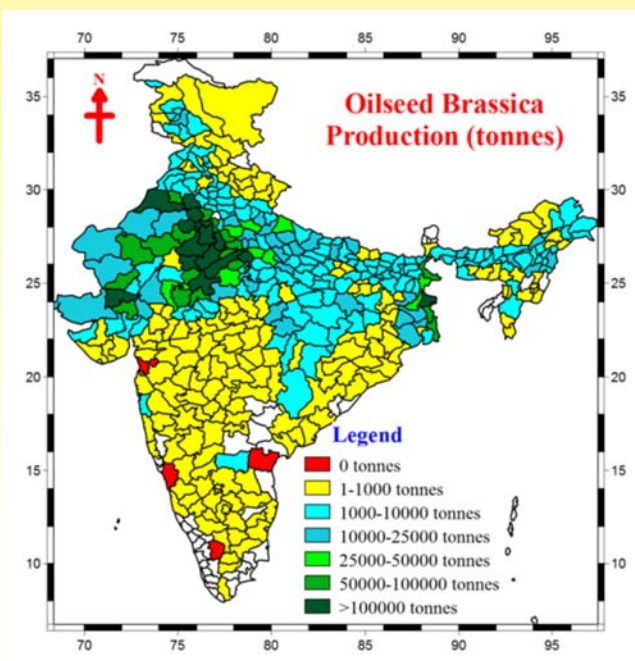 70 75 80 85 90 95
N
Oilseed Brassica
Production (tonnes)
35
35
30
30
25
25
20
20
Legend
15
0 tonnes
15
1-1000 tonnes
1000-10000 tonnes
10000-25000 tonnes
10
25000-50000 tonnes
10
50000-100000 tonnes
>100000 tonnes
70 75 80 85 90 95